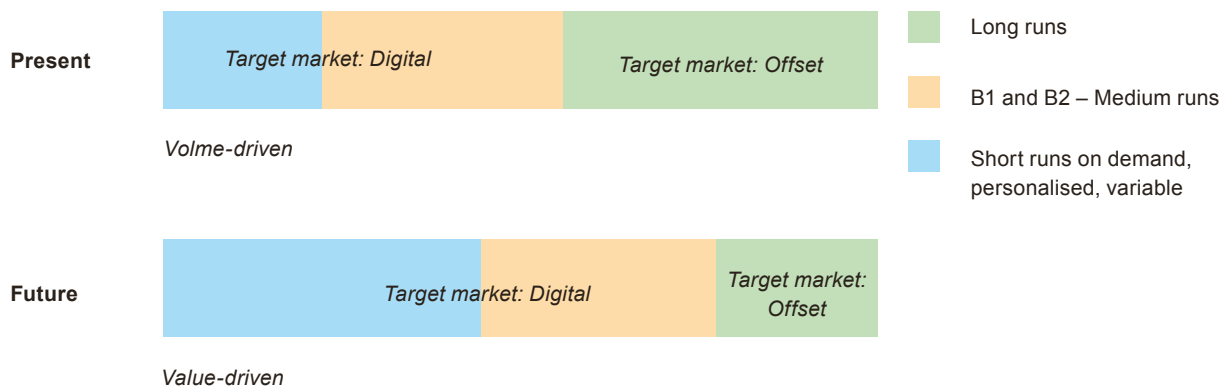 Present
Target market: Digital
Target market: Offset
Volme-driven
Long runs
B1 and B2 – Medium runs
Short runs on demand,
personalised, variable
Future
Target market: Digital
Target market:
Offset
Value-driven